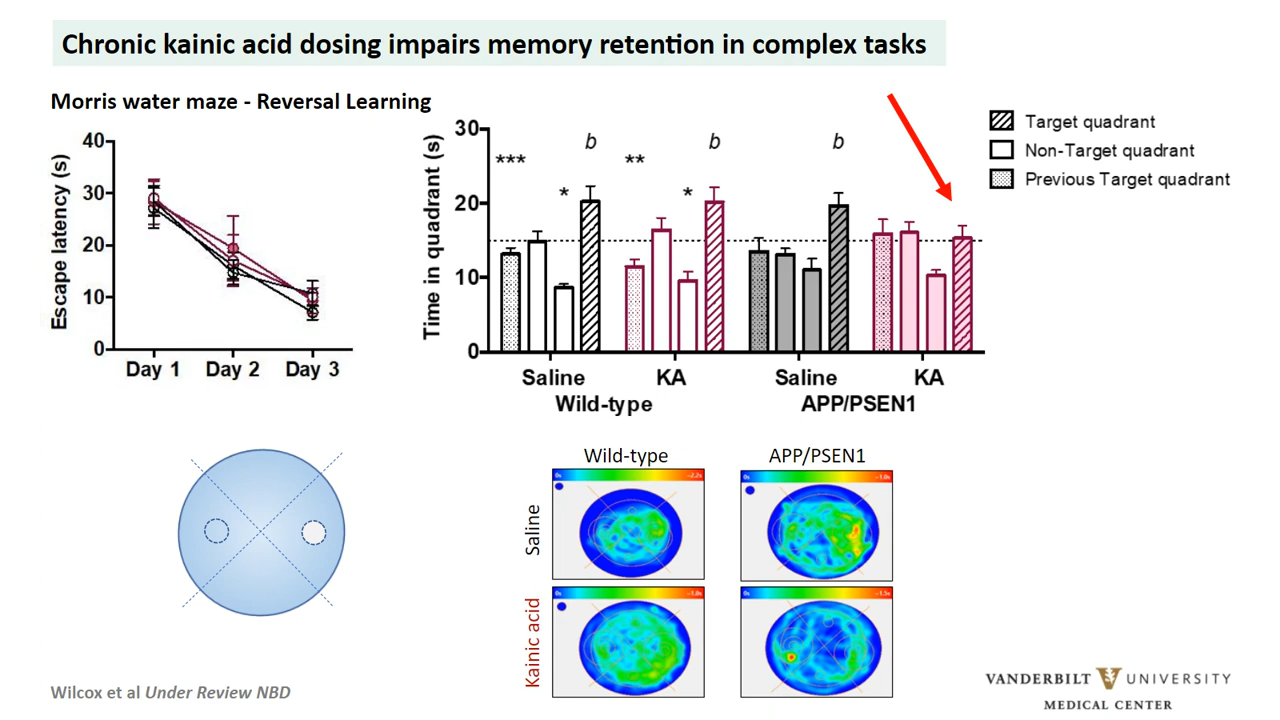 Chronic kainic acid dosing impairs memory retention in complex tasks
Morris water maze - Reversal Learning
Escape latency (s)
40
30
20
10
0
Day 1 Day 2 Day 3
Time in quadrant (s)
30
20
10
0
*** * b ** * b b
Saline KA Saline KA
Wild-type APP/PSEN1
Target quadrant
Non-Target quadrant
Previous Target quadrant
Wild-type APP/PSEN1
Saline
Kainic acid
Wilcox et al Under Review NBD
VANDERBILT V UNIVERSITY
MEDICAL CENTER